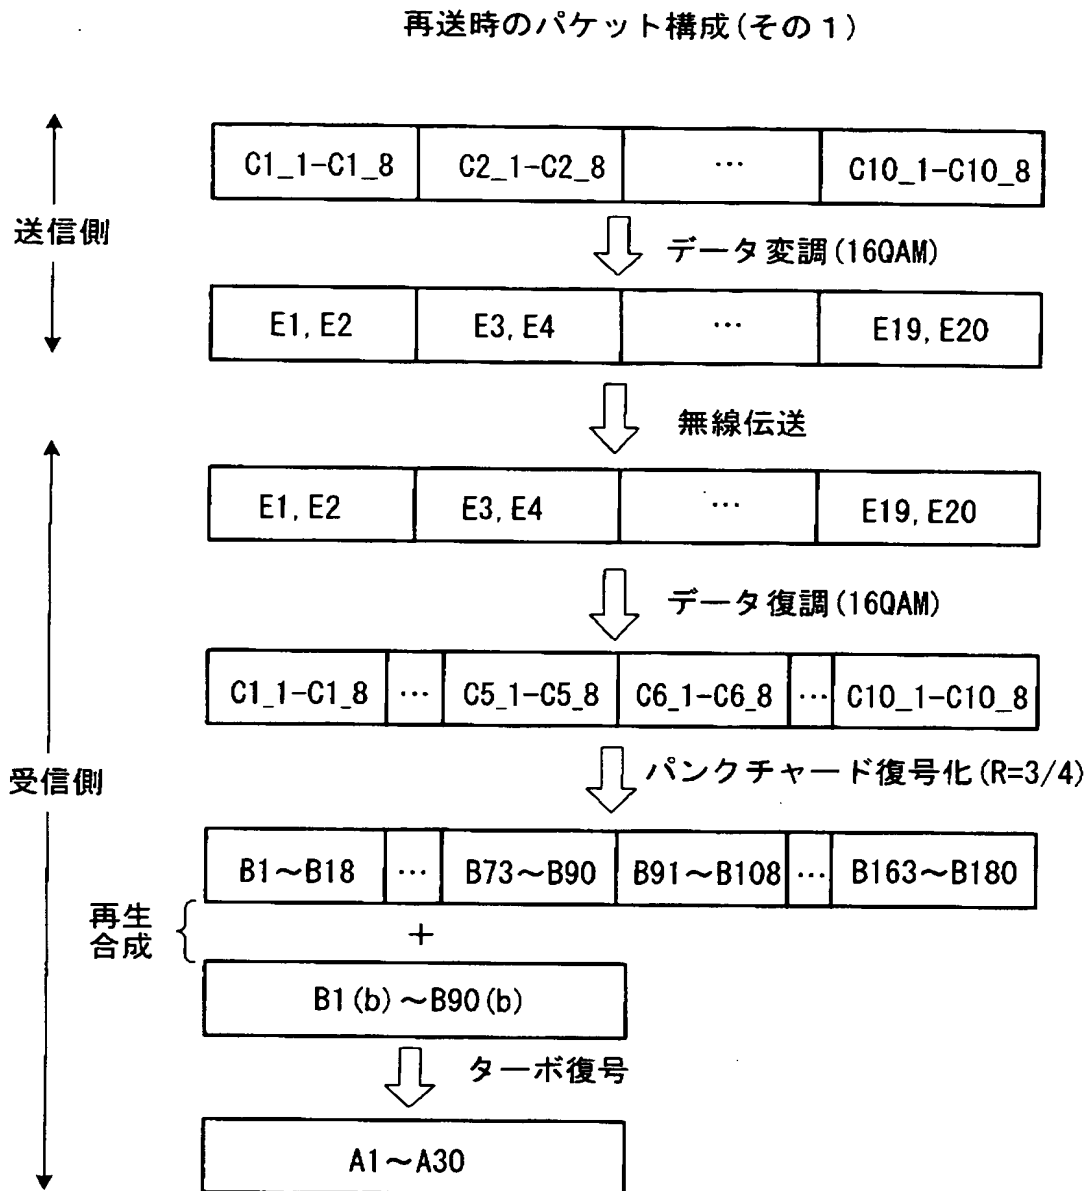 再送時のパケット構成(その1)
C1_1-C1_8 C2_1-C2_8 … C10_1-C10_8
送信側
データ変調(16QAM)
E1, E2 E3, E4 … E19, E20
無線伝送
E1, E2 E3, E4 … E19, E20
データ復調(16QAM)
C1_1-C1_8 … C5_1-C5_8 C6_1-C6_8 … C10_1-C10_8
受信側
パンクチャード復号化(R=3/4)
B1～B18 … B73～B90 B91～B108 … B163～B180
再生
合成
+
B1(b)～B90(b)
ターボ復号
A1～A30